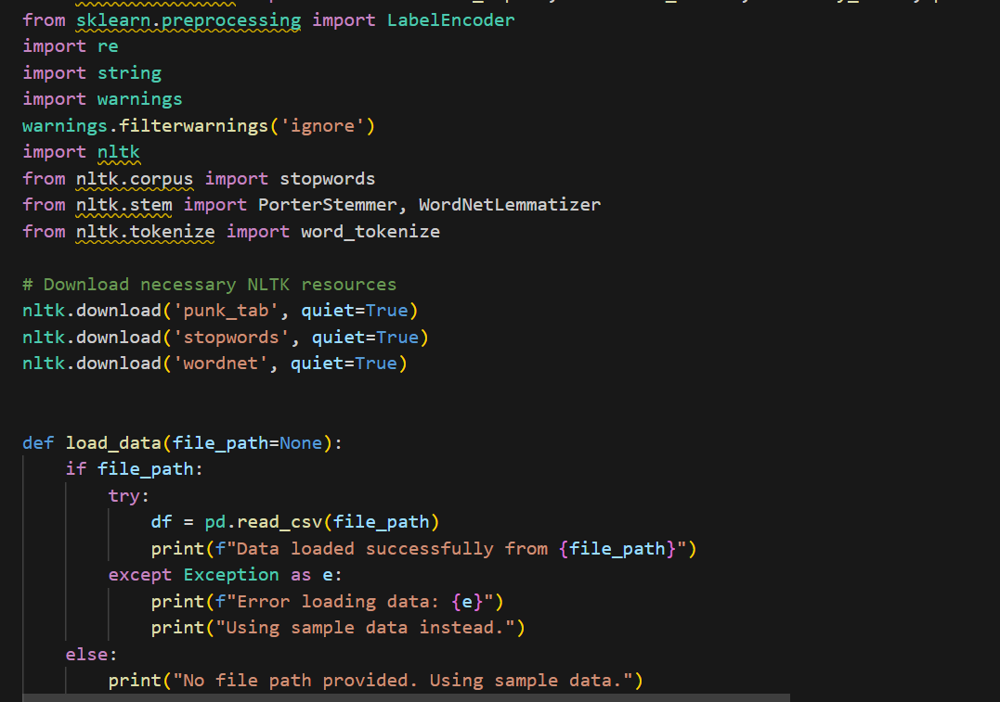 from sklearn.preprocessing import LabelEncoder
import re
import string
import warnings
warnings.filterwarnings('ignore')
import nltk
from nltk.corpus import stopwords
from nltk.stem import PorterStemmer, WordNetLemmatizer
from nltk.tokenize import word_tokenize

# Download necessary NLTK resources
nltk.download('punk_tab', quiet=True)
nltk.download('stopwords', quiet=True)
nltk.download('wordnet', quiet=True)


def load_data(file_path=None):
    if file_path:
        try:
            df = pd.read_csv(file_path)
            print(f"Data loaded successfully from {file_path}")
        except Exception as e:
            print(f"Error loading data: {e}")
            print("Using sample data instead.")
    else:
        print("No file path provided. Using sample data.")